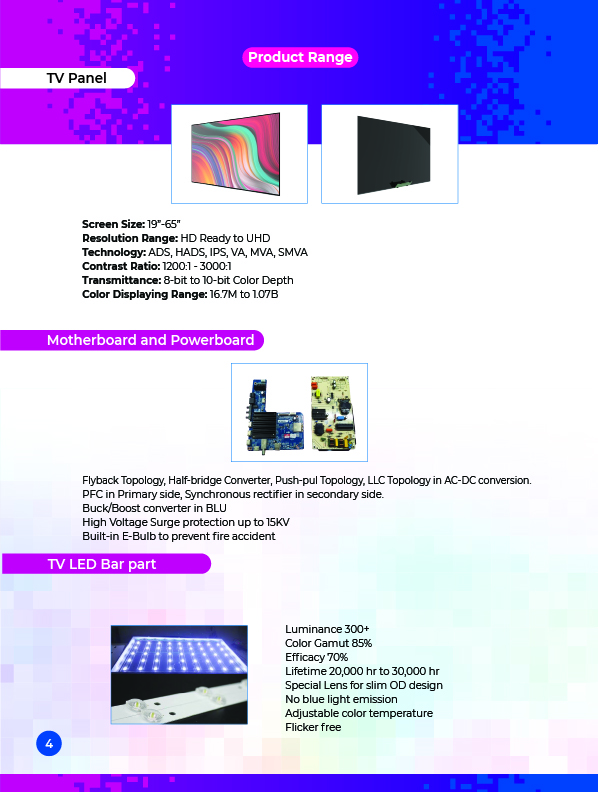 Product Range
TV Panel
Screen Size: 19"-65"
Resolution Range: HD Ready to UHD
Technology: ADS, HADS, IPS, VA, MVA, SMVA
Contrast Ratio: 1200:1 - 3000:1
Transmittance: 8-bit to 10-bit Color Depth
Color Displaying Range: 16.7M to 1.07B
Motherboard and Powerboard
Flyback Topology, Half-bridge Converter, Push-pul Topology, LLC Topology in AC-DC conversion.
PFC in Primary side, Synchronous rectifier in secondary side.
Buck/Boost converter in BLU
High Voltage Surge protection up to 15KV
Built-in E-Bulb to prevent fire accident
TV LED Bar part
Luminance 300+
Color Gamut 85%
Efficacy 70%
Lifetime 20,000 hr to 30,000 hr
Special Lens for slim OD design
No blue light emission
Adjustable color temperature
Flicker free
4